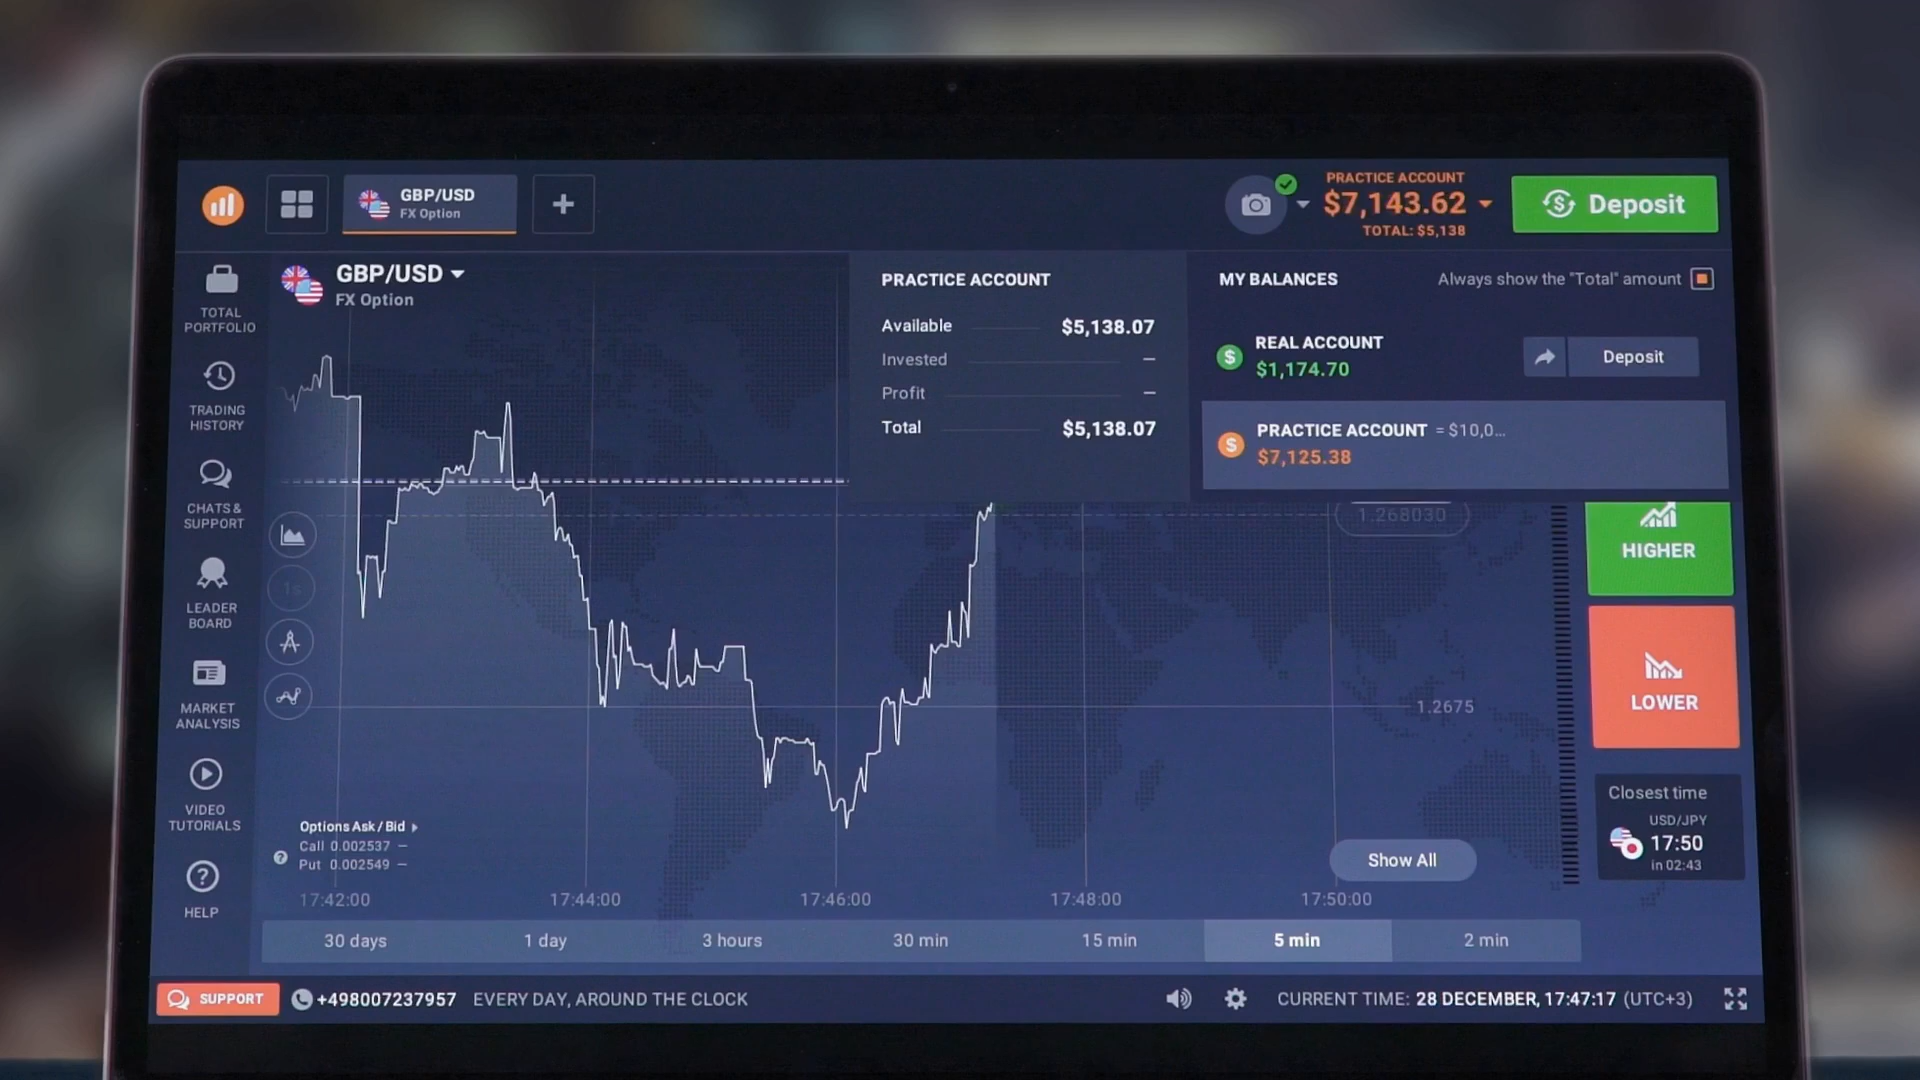 GBP/USD
FX Option
PRACTICE ACCOUNT
$7,143.62
TOTAL: $5,138
Deposit
TOTAL
PORTFOLIO
TRADING
HISTORY
CHATS &
SUPPORT
LEADER
BOARD
MARKET
ANALYSIS
VIDEO
TUTORIALS
HELP
GBP/USD
FX Option
1s
PRACTICE ACCOUNT
Available $5,138.07
Invested –
Profit –
Total $5,138.07
MY BALANCES
Always show the "Total" amount
REAL ACCOUNT
$1,174.70
Deposit
PRACTICE ACCOUNT = $10,0...
$7,125.38
1.268030
HIGHER
LOWER
1.2675
Closest time
USD/JPY
17:50
in 02:43
Options Ask / Bid
Call 0.002537 –
Put 0.002549 –
Show All
17:42:00 17:44:00 17:46:00 17:48:00 17:50:00
30 days 1 day 3 hours 30 min 15 min 5 min 2 min
SUPPORT +498007237957 EVERY DAY, AROUND THE CLOCK
CURRENT TIME: 28 DECEMBER, 17:47:17 (UTC+3)